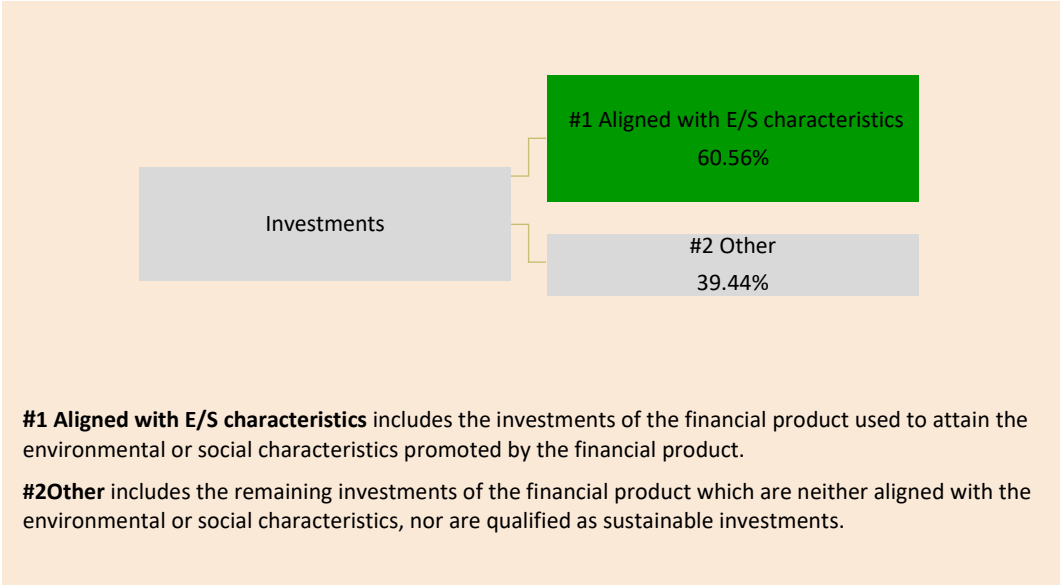 #1 Aligned with E/S characteristics
60.56%
Investments
#2 Other
39.44%
#1 Aligned with E/S characteristics includes the investments of the financial product used to attain the
environmental or social characteristics promoted by the financial product.
#2Other includes the remaining investments of the financial product which are neither aligned with the
environmental or social characteristics, nor are qualified as sustainable investments.